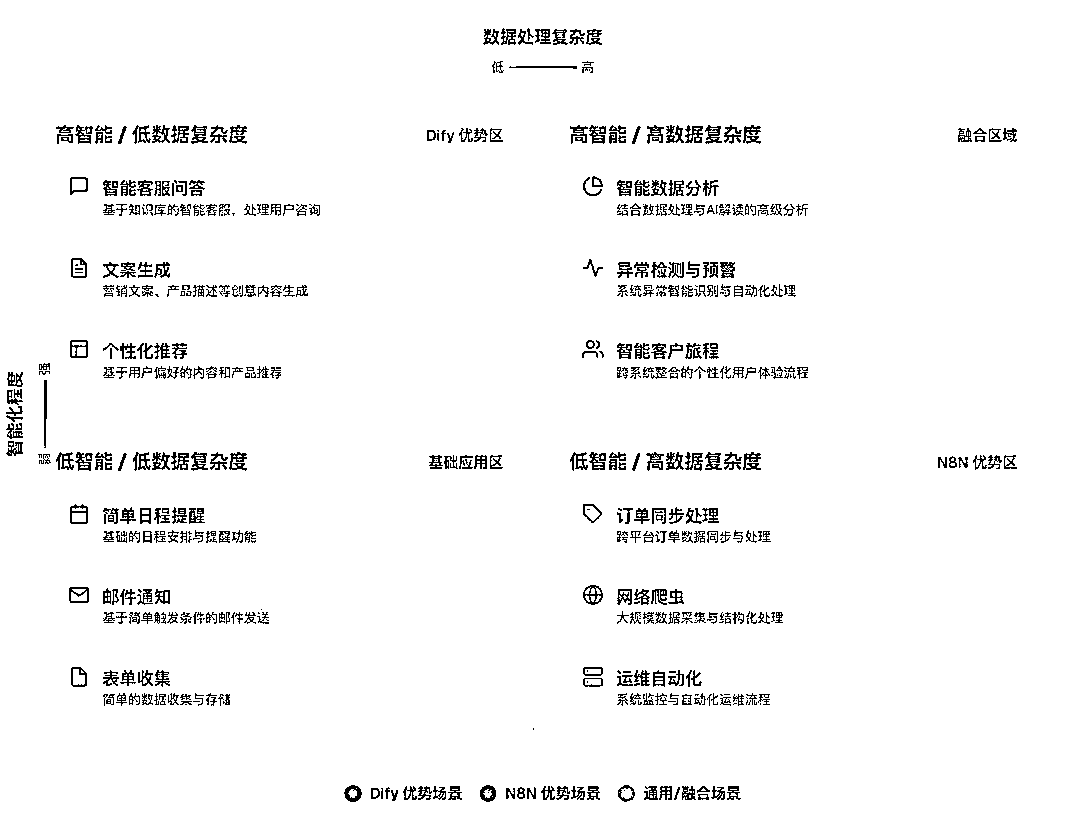 数据处理复杂度
低 高
高智能 / 低数据复杂度
Dify 优势区
智能客服问答
基于知识库的智能客服，处理用户咨询
文案生成
营销文案、产品描述等创意内容生成
个性化推荐
基于用户偏好的内容和产品推荐
高智能 / 高数据复杂度
融合区域
智能数据分析
结合数据处理与AI解读的高级分析
异常检测与预警
系统异常智能识别与自动化处理
智能客户旅程
跨系统整合的个性化用户体验流程
智能化程度
强
弱
低智能 / 低数据复杂度
基础应用区
简单日程提醒
基础的日程安排与提醒功能
邮件通知
基于简单触发条件的邮件发送
表单收集
简单的数据收集与存储
低智能 / 高数据复杂度
N8N 优势区
订单同步处理
跨平台订单数据同步与处理
网络爬虫
大规模数据采集与结构化处理
运维自动化
系统监控与自动化运维流程
Dify 优势场景 N8N 优势场景 通用/融合场景